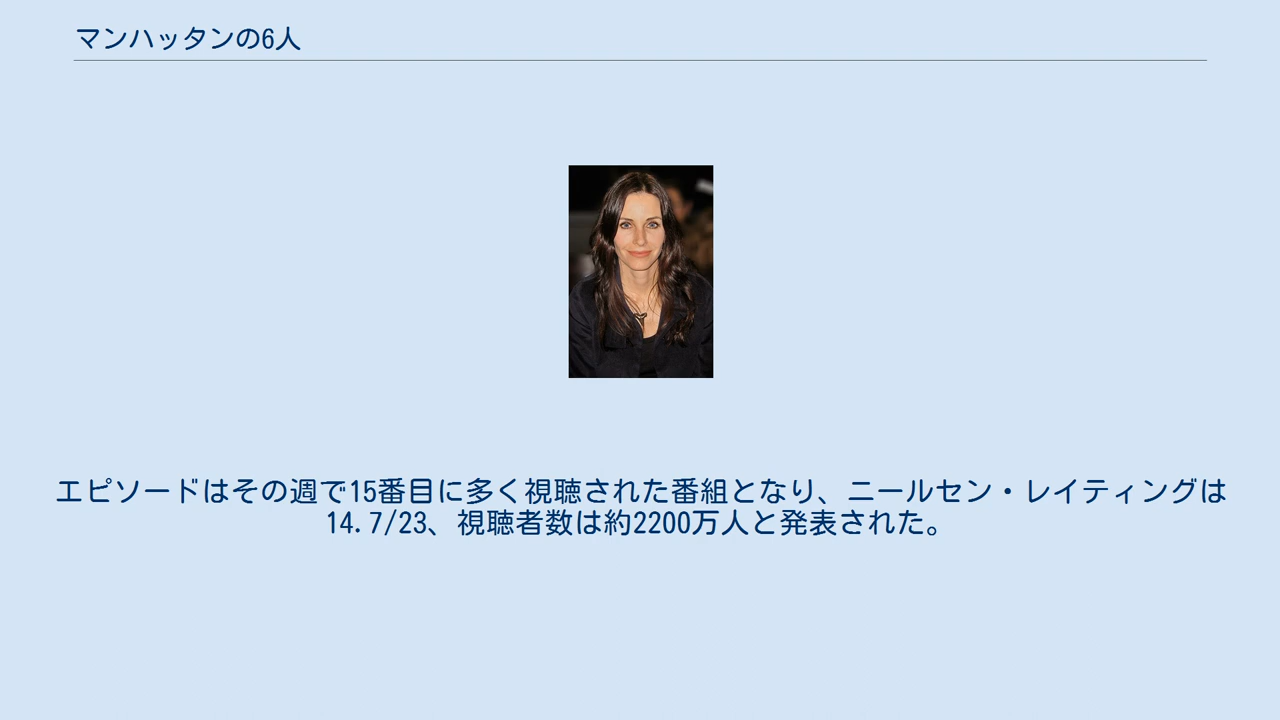 マンハッタンの6人
エピソードはその週で15番目に多く視聴された番組となり、ニールセン・レイティングは
14.7/23、視聴者数は約2200万人と発表された。